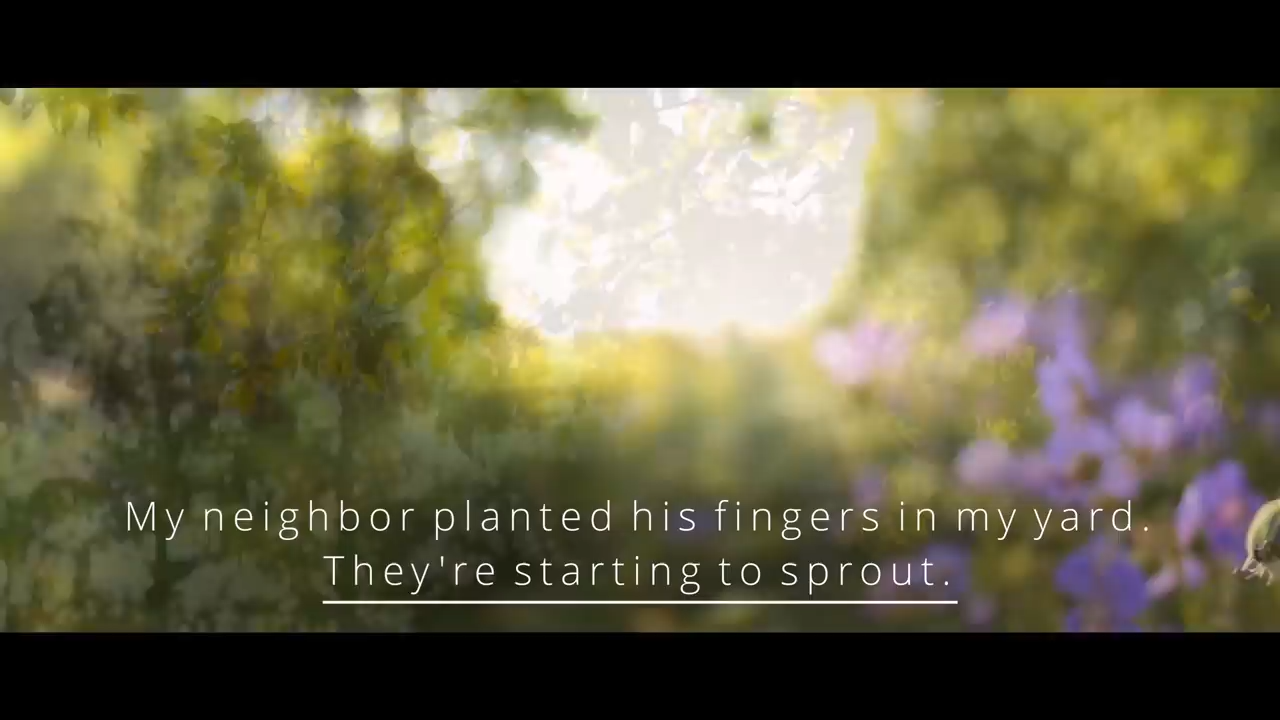 My neighbor planted his fingers in my yard.
They're starting to sprout.